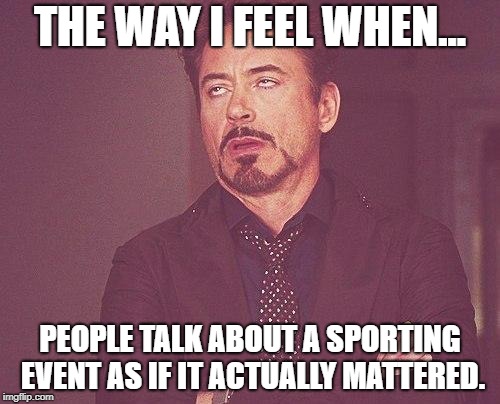 THE WAY I FEEL WHEN...
PEOPLE TALK ABOUT A SPORTING
EVENT AS IF IT ACTUALLY MATTERED.
imgflip.com